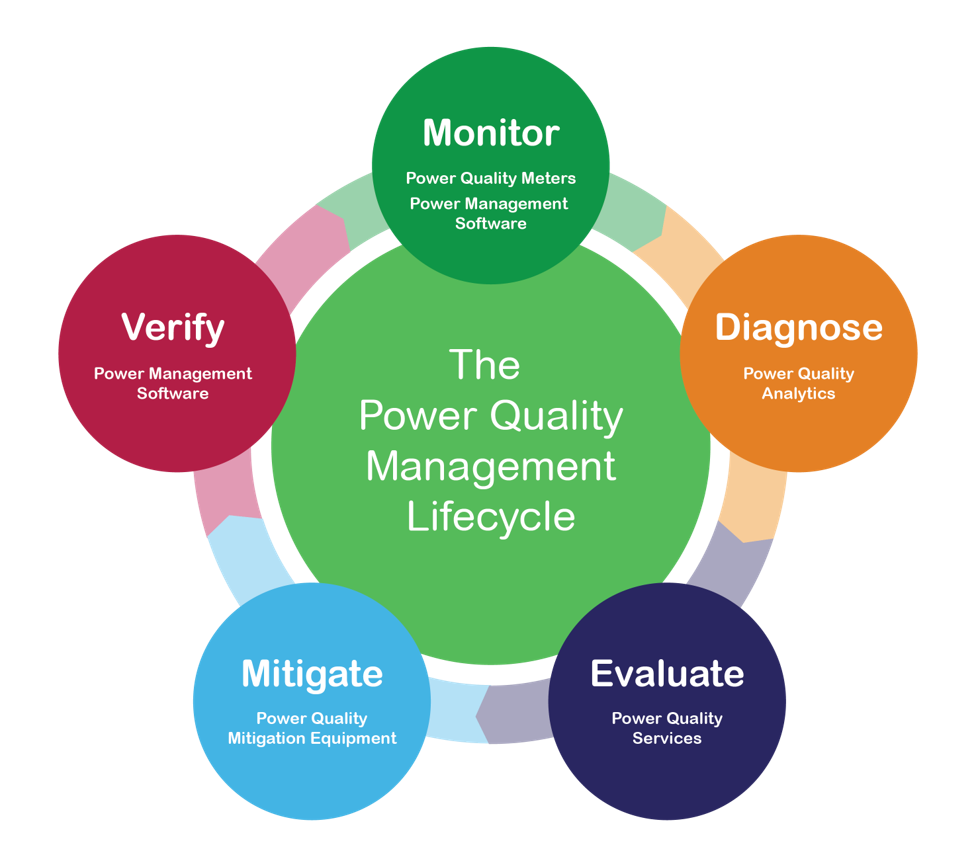 Monitor
Power Quality Meters
Power Management
Software
Diagnose
Power Quality
Analytics
Evaluate
Power Quality
Services
Mitigate
Power Quality
Mitigation Equipment
Verify
Power Management
Software
The
Power Quality
Management
Lifecycle